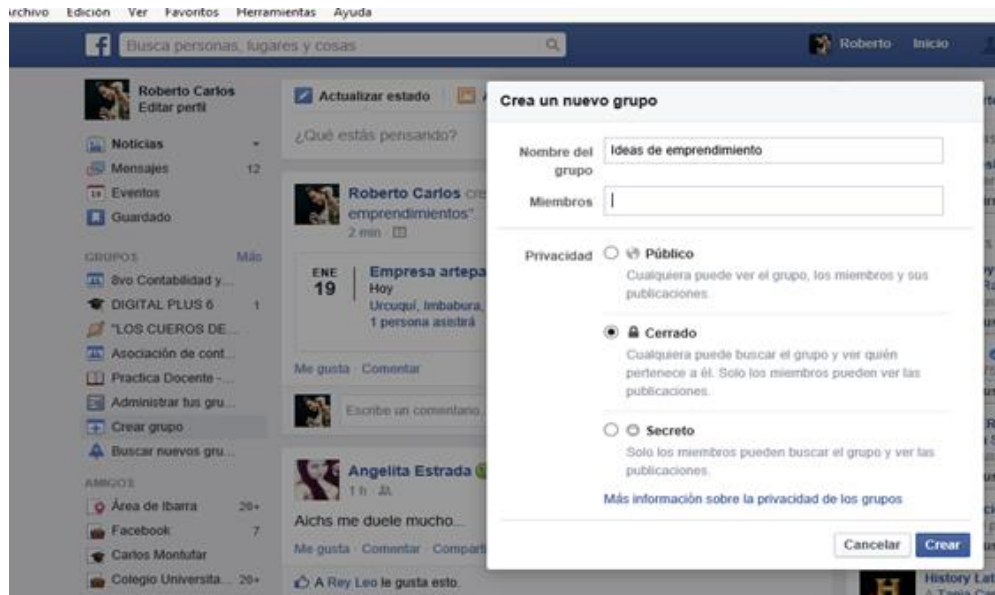 Archivo Edición Ver Favoritos Herramientas Ayuda
Busca personas, lugares y cosas
Roberto Inicio
Roberto Carlos
Editar perfil
Noticias
Mensajes 12
Eventos
Guardado
GRUPOS Más
8vo Contabilidad y...
DIGITAL PLUS 6 1
"LOS CUEROS DE...
Asociación de cont...
Practica Docente -...
Administrar tus gru...
Crear grupo
Buscar nuevos gru...
AMIGOS
Área de Ibarra 20+
Facebook 7
Carlos Montufar
Colegio Universita... 20+
Actualizar estado
¿Qué estás pensando?
Roberto Carlos
emprendimientos"
2 min
ENE
19
Empresa artepa
Hoy
Urcuquí, Imbabura,
1 persona asistirá
Me gusta · Comentar
Escribe un comentario.
Angelita Estrada
1 h
Aichs me duele mucho...
Me gusta · Comentar · Comparti
A Rey Leo le gusta esto.
Crea un nuevo grupo
Nombre del grupo
Ideas de emprendimiento
Miembros
Privacidad
Público
Cualquiera puede ver el grupo, los miembros y sus
publicaciones.
Cerrado
Cualquiera puede buscar el grupo y ver quién
pertenece a él. Solo los miembros pueden ver las
publicaciones.
Secreto
Solo los miembros pueden buscar el grupo y ver las
publicaciones.
Más información sobre la privacidad de los grupos
Cancelar Crear
History Lat